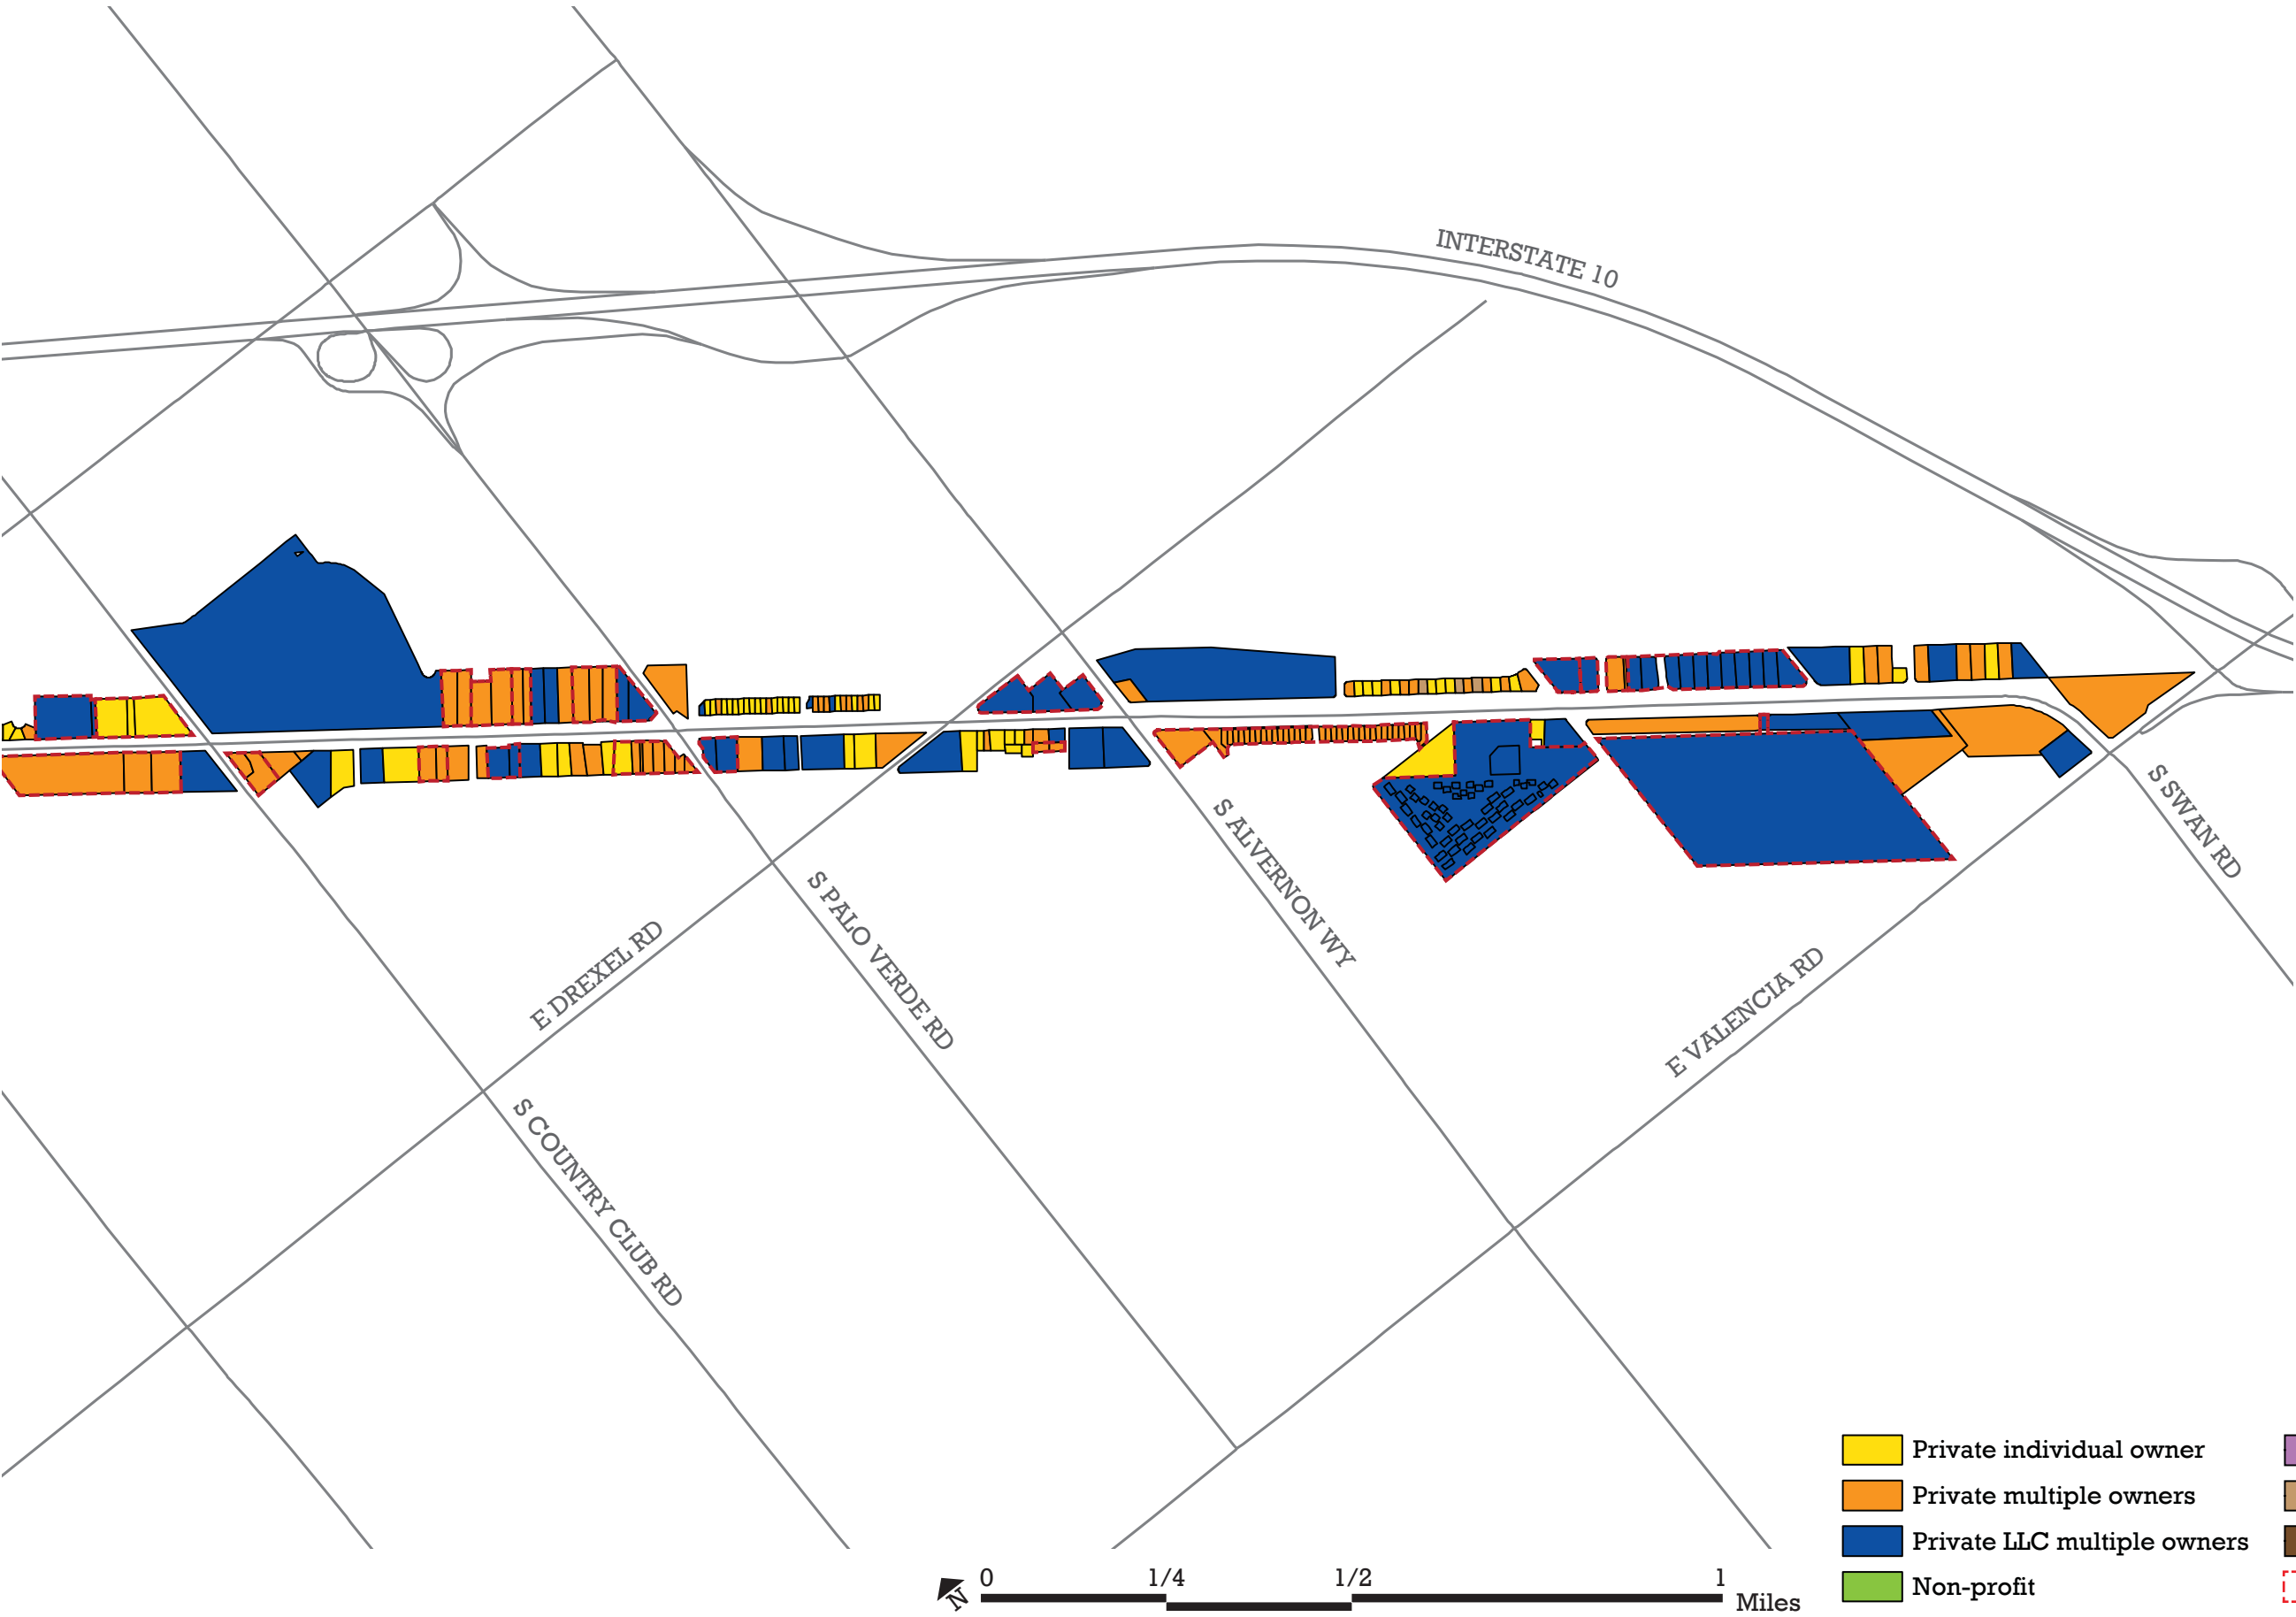 INTERSTATE 10
S SWAN RD
S ALVERNON WY
S PALO VERDE RD
E DREXEL RD
E VALENCIA RD
S COUNTRY CLUB RD
Private individual owner
Private multiple owners
Private LLC multiple owners
Non-profit
N
0 1/4 1/2 1
Miles